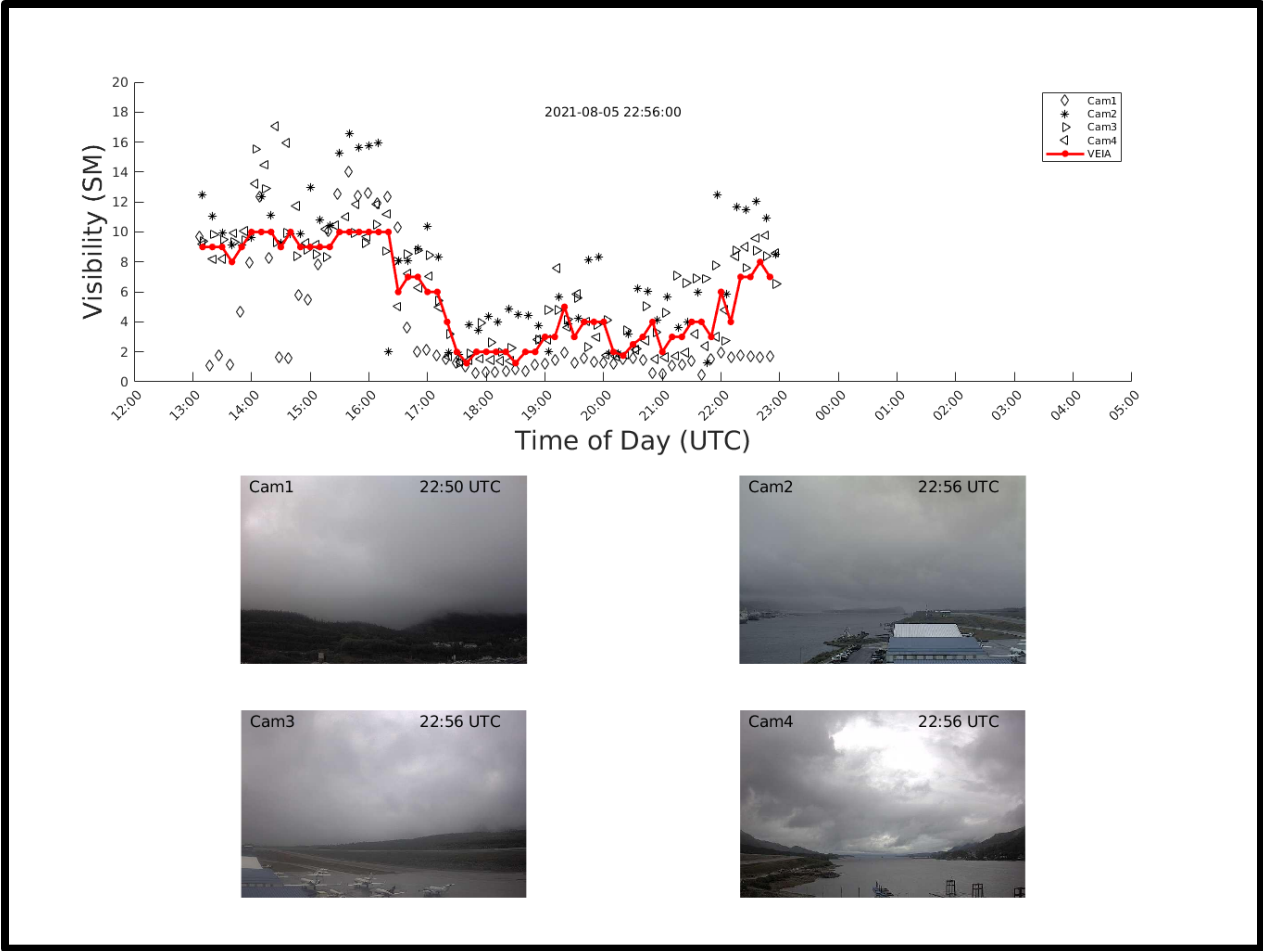 20
18
16
14
12
10
8
6
4
2
0
Visibility (SM)
2021-08-05 22:56:00
Cam1
Cam2
Cam3
Cam4
VEIA
12:00 13:00 14:00 15:00 16:00 17:00 18:00 19:00 20:00 21:00 22:00 23:00 00:00 01:00 02:00 03:00 04:00 05:00
Time of Day (UTC)
Cam1 22:50 UTC
Cam2 22:56 UTC
Cam3 22:56 UTC
Cam4 22:56 UTC